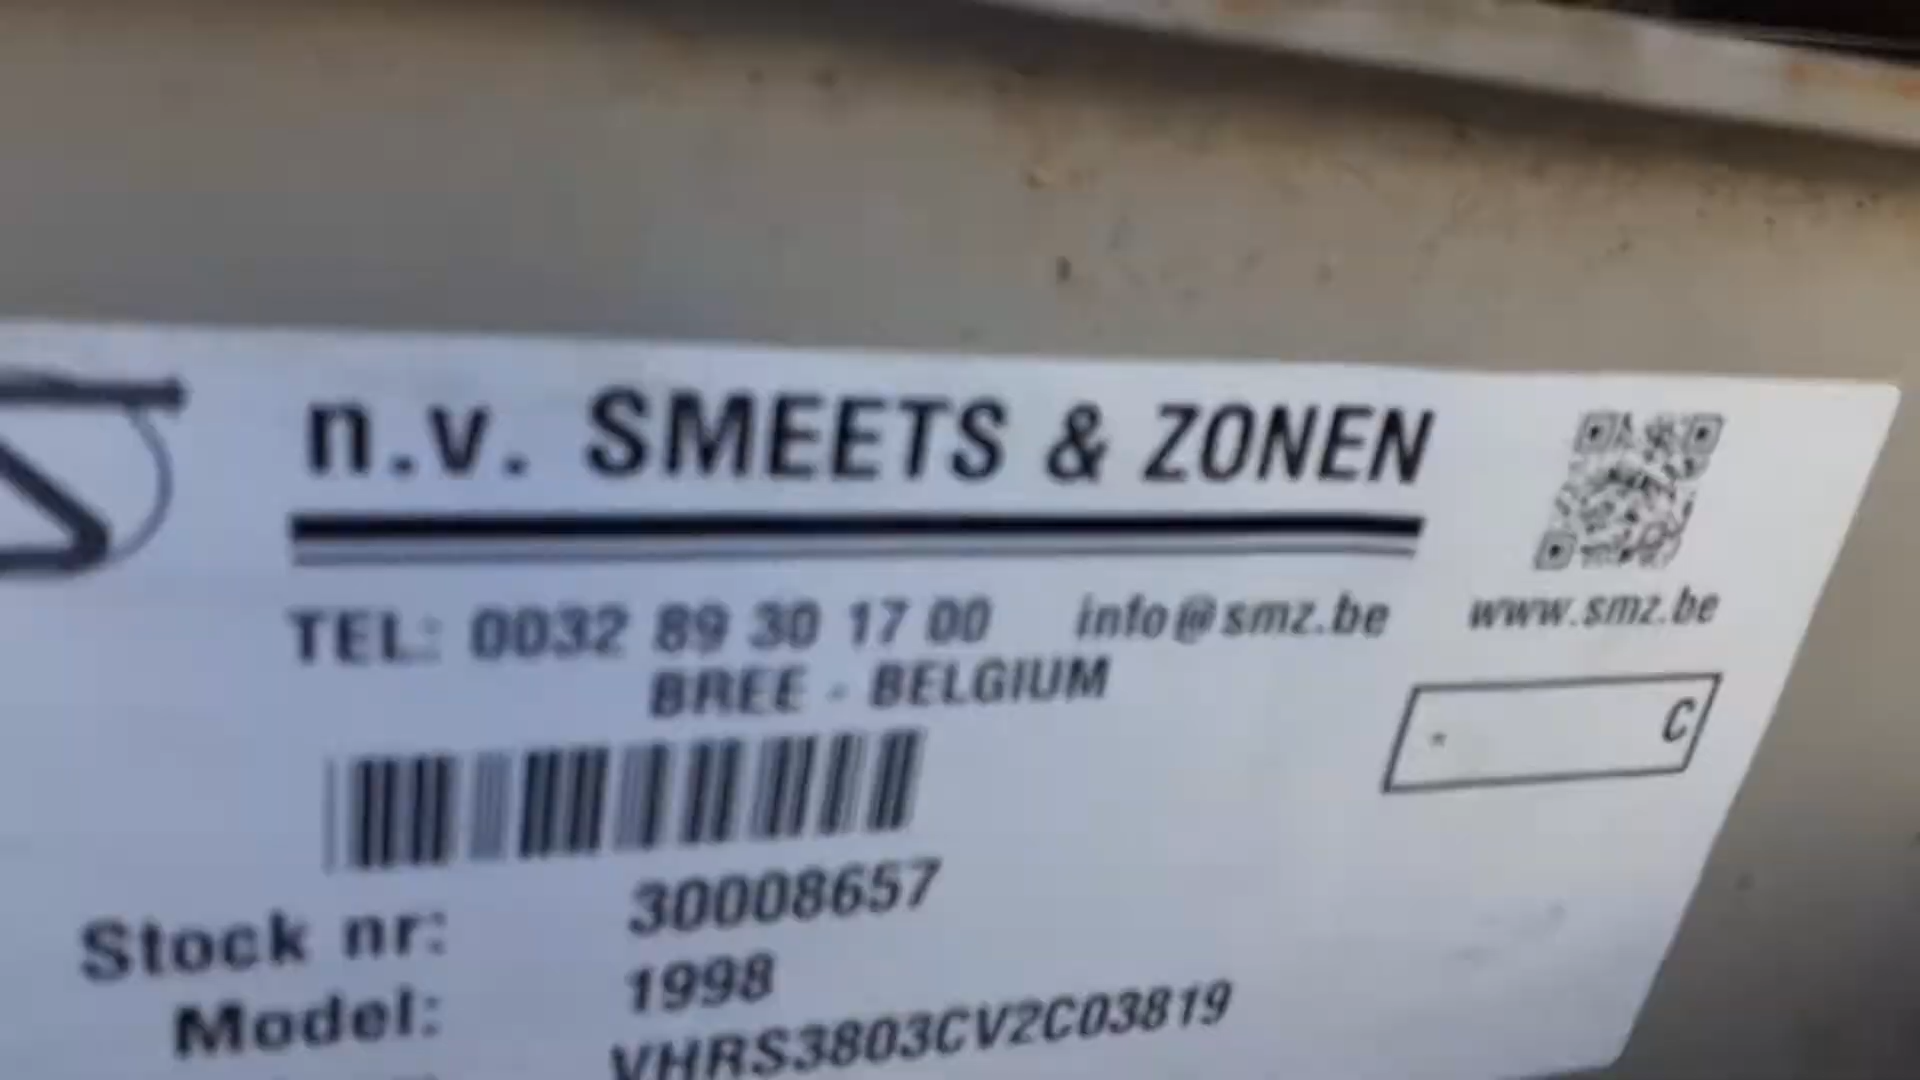 n.v. SMEETS & ZONEN
TEL: 0032 89 30 17 00 info@smz.be www.smz.be
BREE - BELGIUM
C
Stock nr: 30008657
Model: 1998
VHRS3803CV2C03819